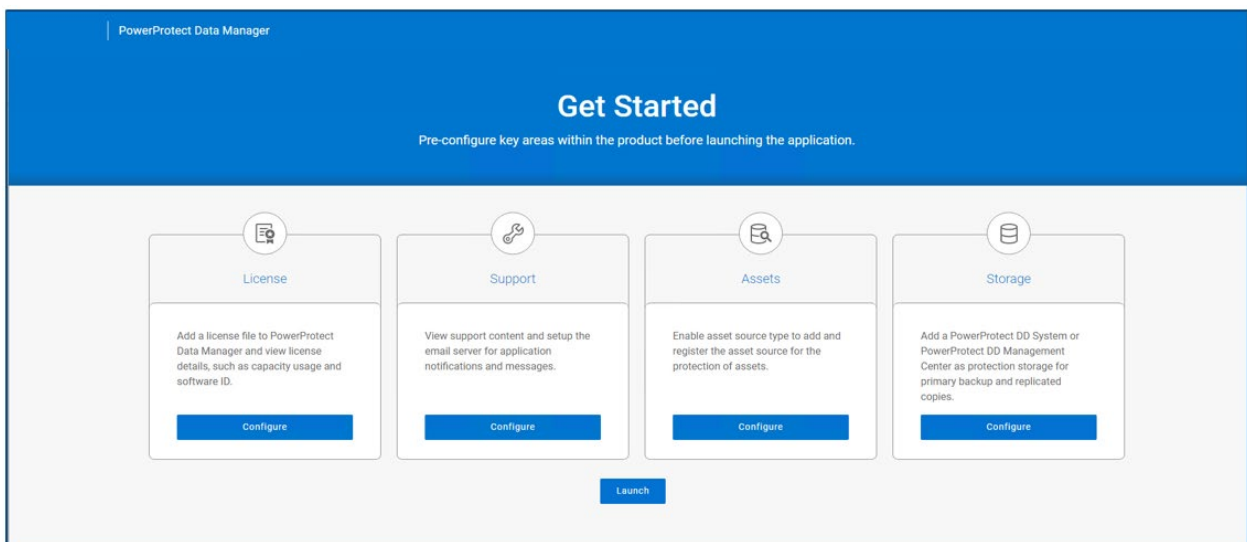 PowerProtect Data Manager
Get Started
Pre-configure key areas within the product before launching the application.
License
Add a license file to PowerProtect
Data Manager and view license
details, such as capacity usage and
software ID.
Configure
Support
View support content and setup the
email server for application
notifications and messages.
Configure
Assets
Enable asset source type to add and
register the asset source for the
protection of assets.
Configure
Storage
Add a PowerProtect DD System or
PowerProtect DD Management
Center as protection storage for
primary backup and replicated
copies.
Configure
Launch